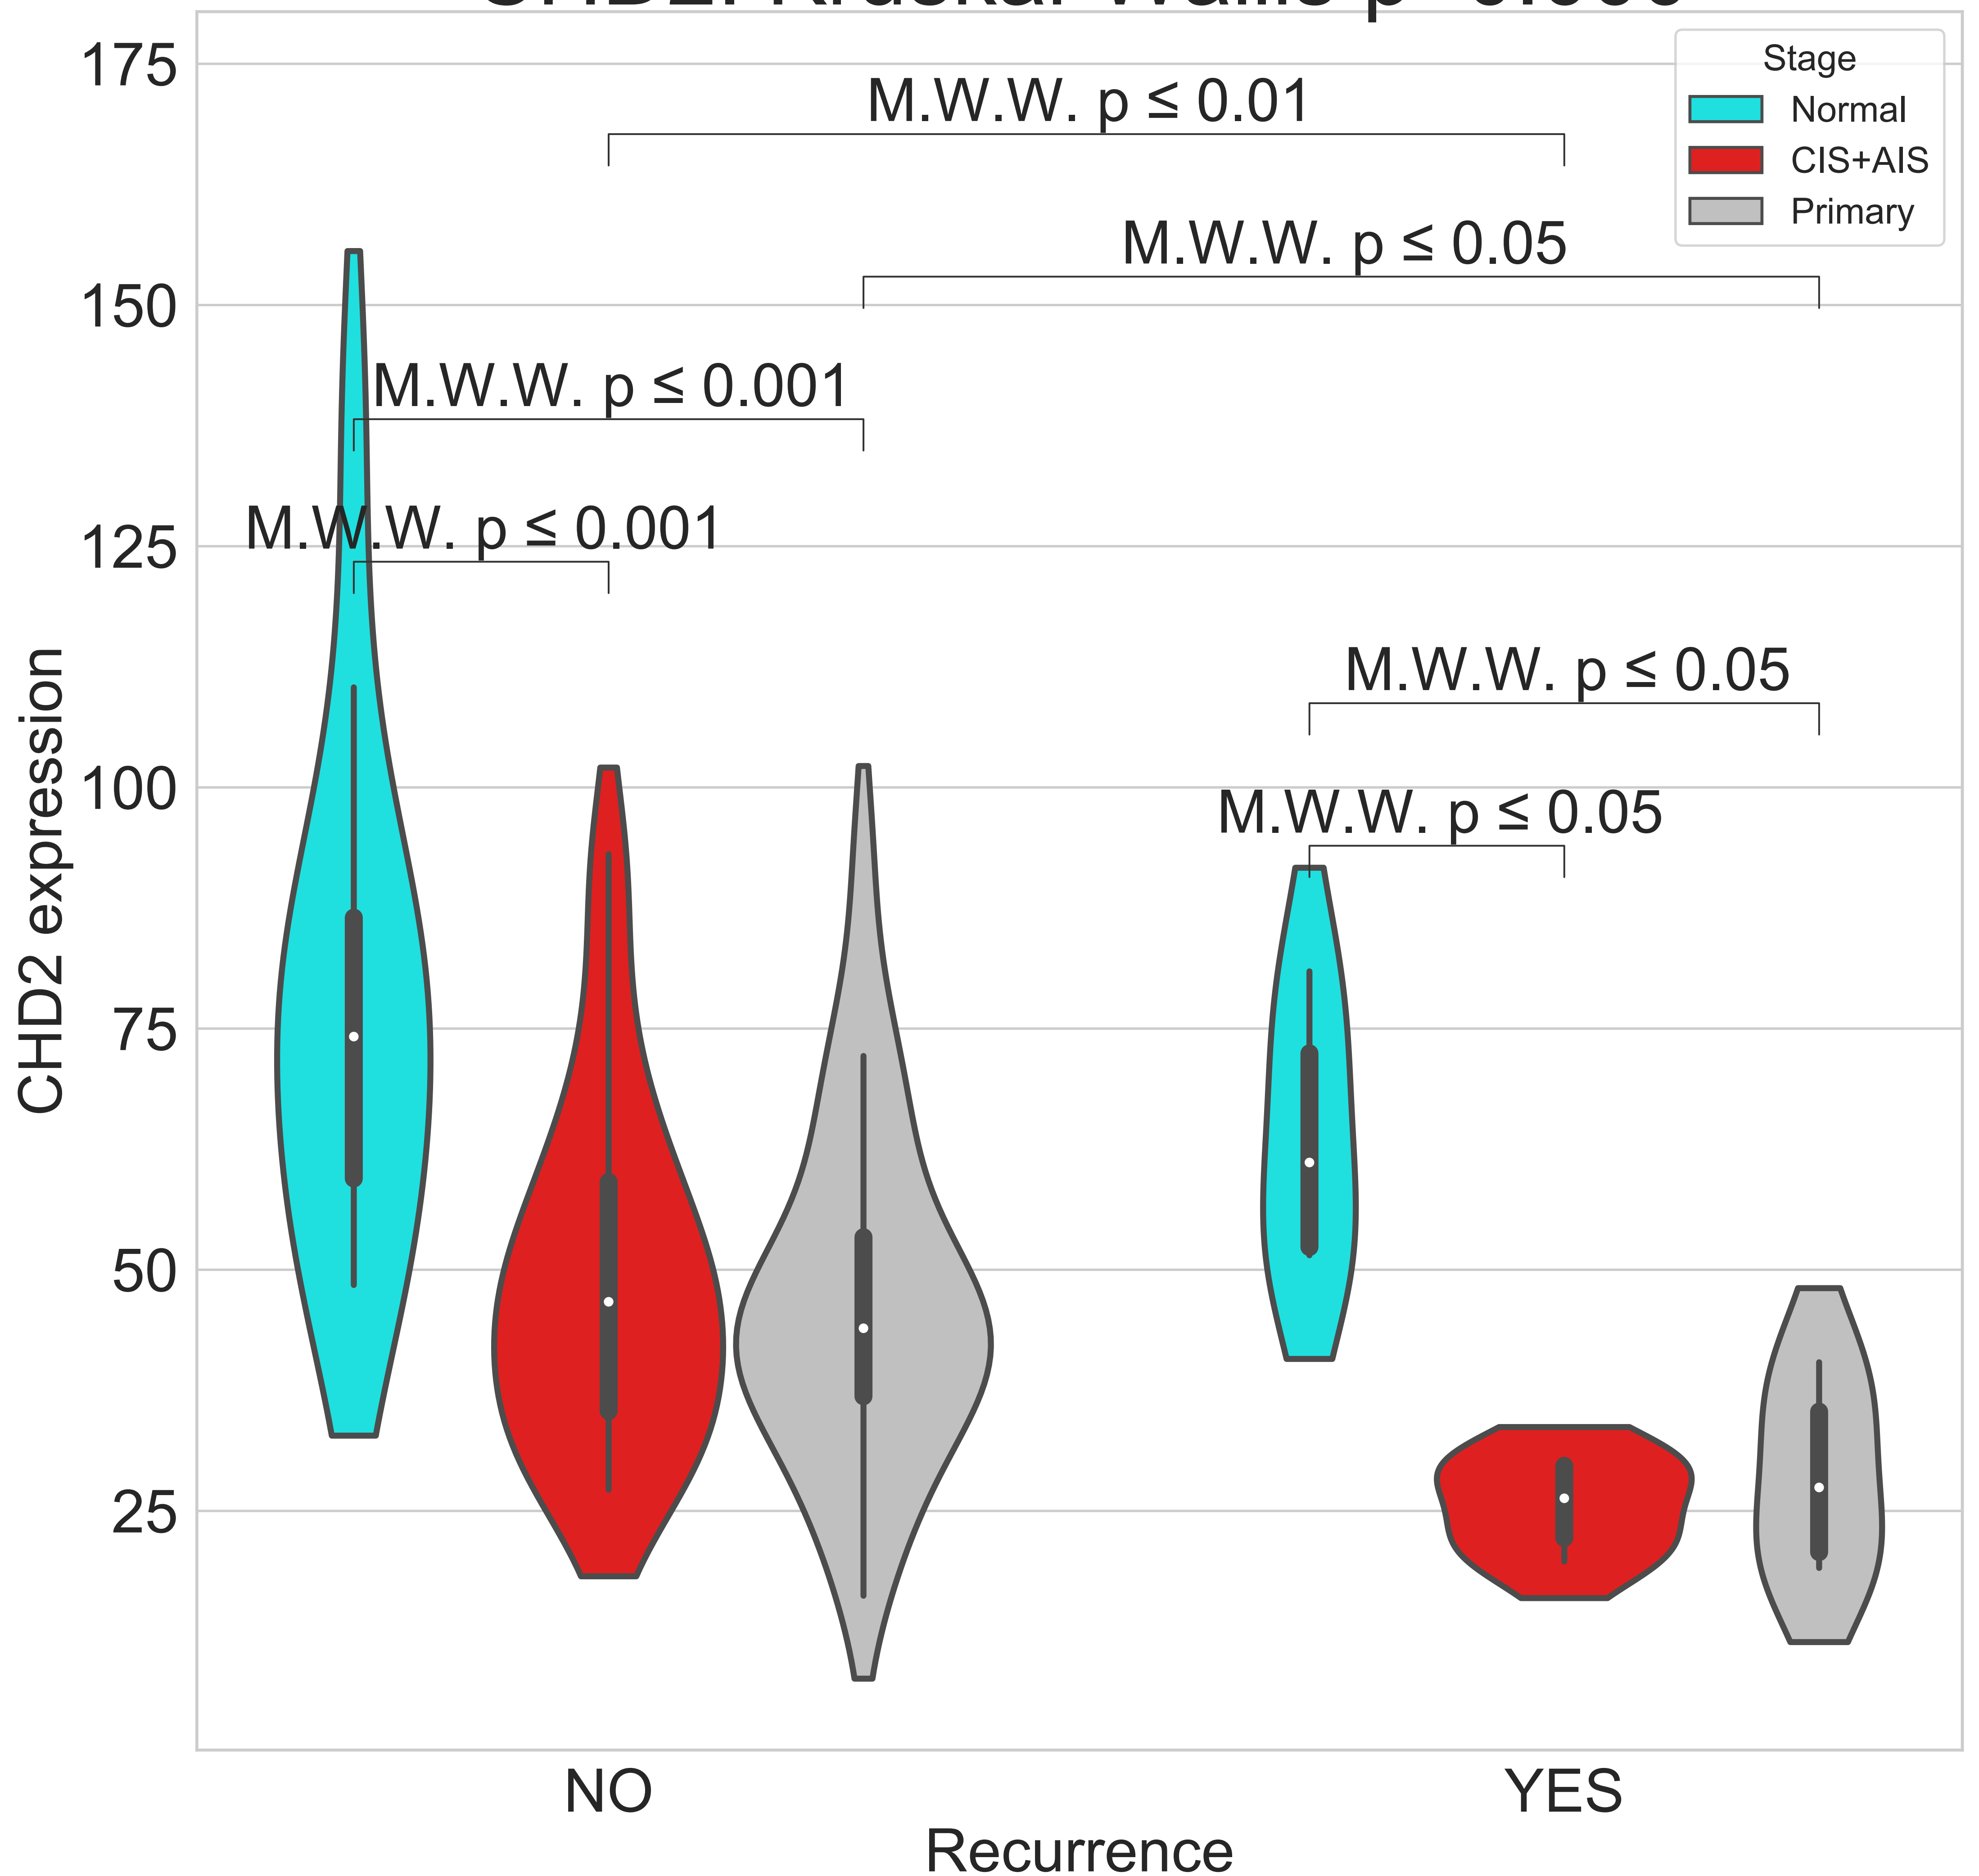 175
150
125
100
75
50
25
CHD2 expression
M.W.W. p ≤ 0.01
M.W.W. p ≤ 0.05
M.W.W. p ≤ 0.001
M.W.W. p ≤ 0.001
M.W.W. p ≤ 0.05
M.W.W. p ≤ 0.05
Stage
Normal
CIS+AIS
Primary
NO
YES
Recurrence